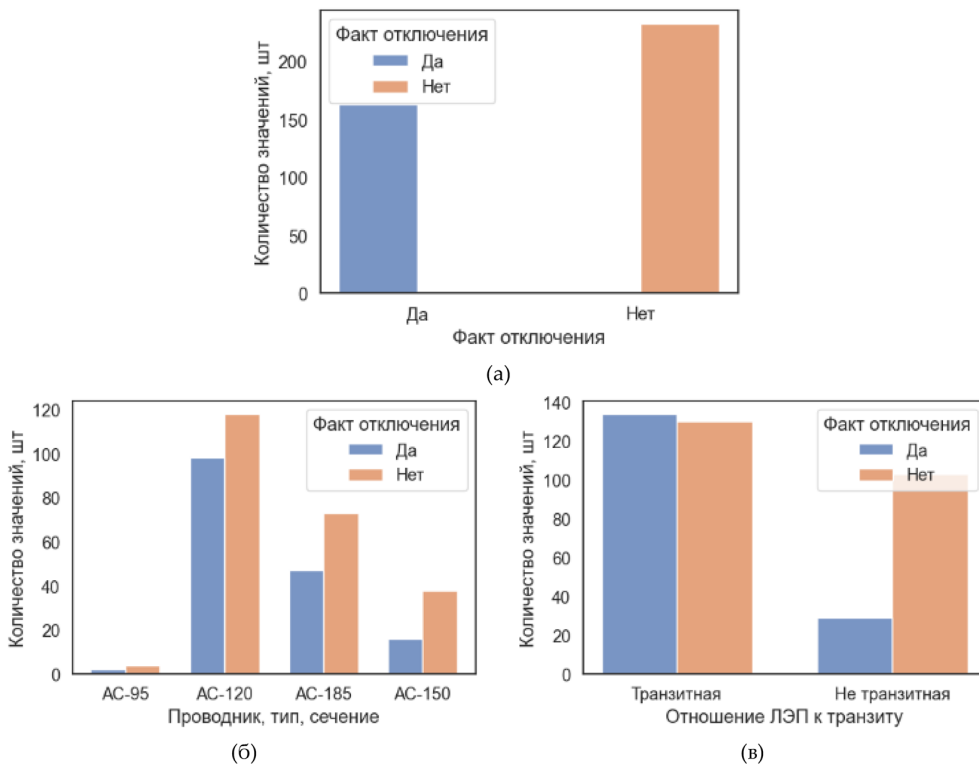 Факт отключения
Да
Нет
Количество значений, шт
200
150
100
50
0
Да Нет
Факт отключения
(а)
Факт отключения
Да
Нет
Количество значений, шт
120
100
80
60
40
20
0
АС-95 АС-120 АС-185 АС-150
Проводник, тип, сечение
(б)
Факт отключения
Да
Нет
Количество значений, шт
140
120
100
80
60
40
20
0
Транзитная Не транзитная
Отношение ЛЭП к транзиту
(в)